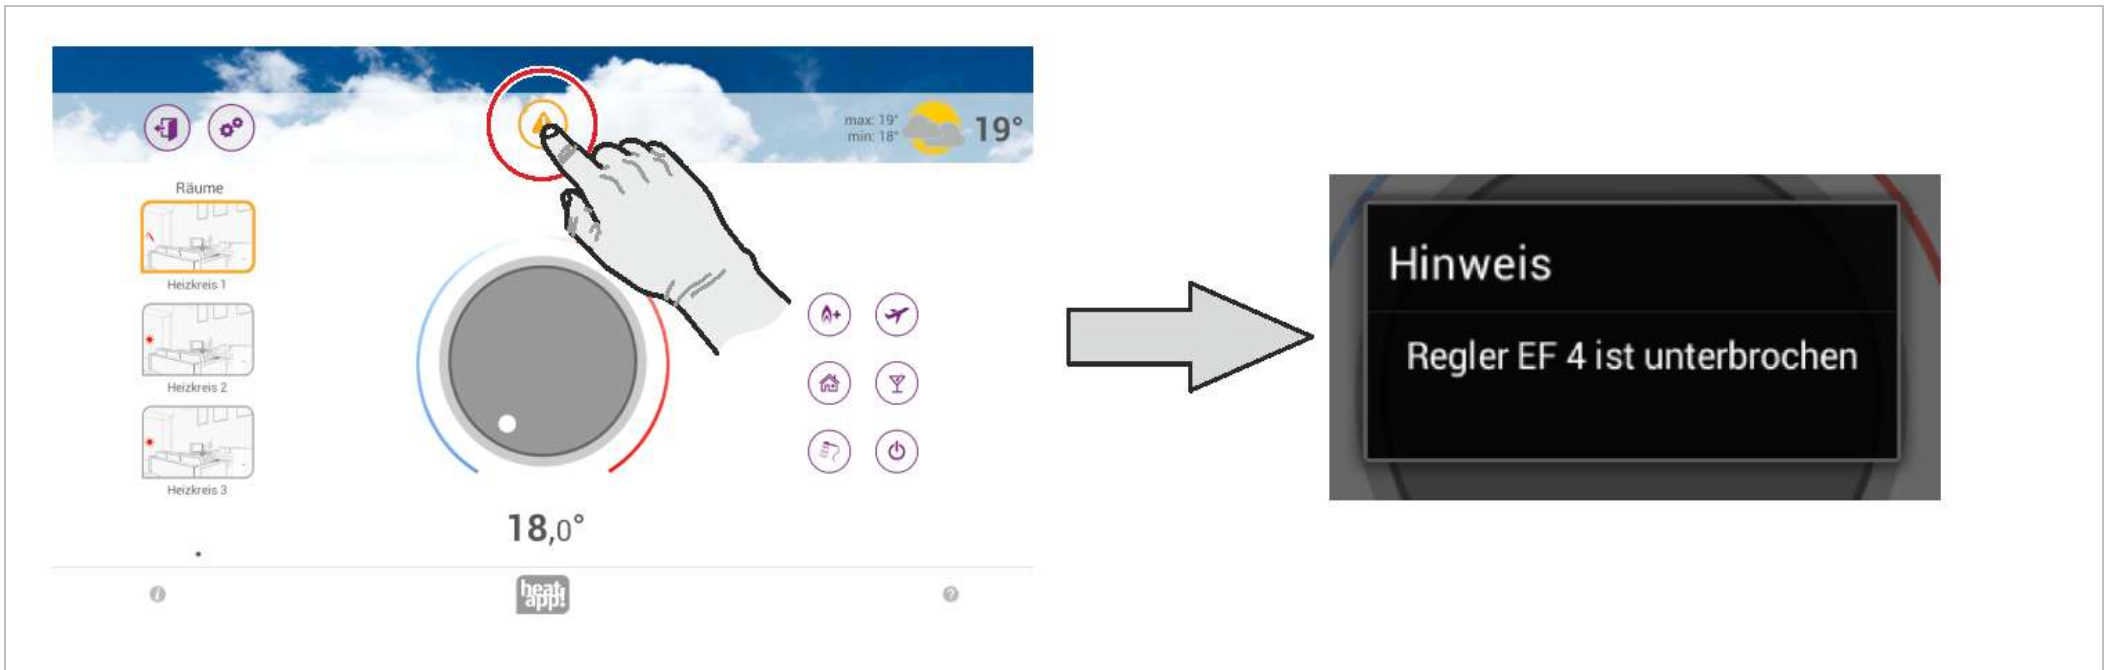 max: 19°
min: 18°
19°
Räume
Heizkreis 1
Heizkreis 2
Heizkreis 3
18,0°
heat
app!
Hinweis
Regler EF 4 ist unterbrochen